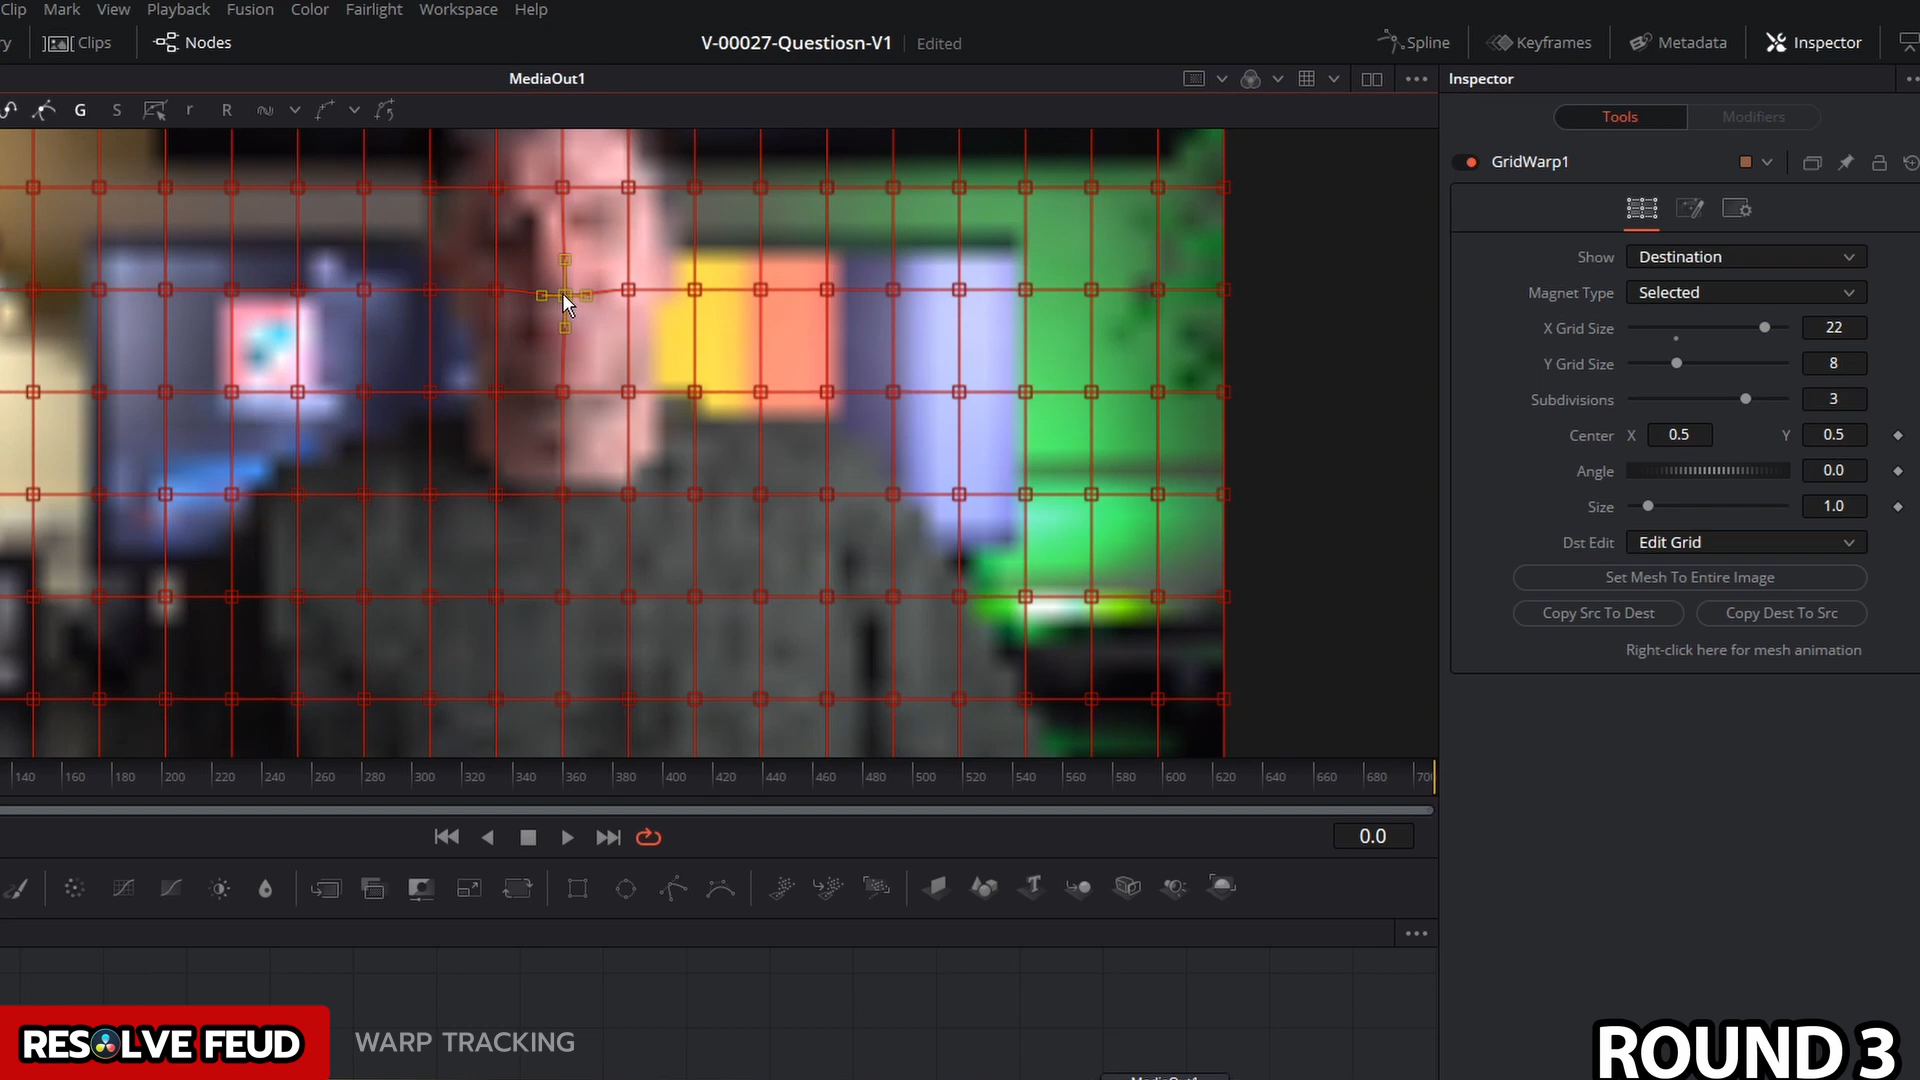 Clip Mark View Playback Fusion Color Fairlight Workspace Help
Clips Nodes V-00027-Questiosn-V1 Edited Spline Keyframes Metadata Inspector
MediaOut1
Inspector
G S r R
Tools Modifiers
GridWarp1
Show Destination
Magnet Type Selected
X Grid Size 22
Y Grid Size 8
Subdivisions 3
Center X 0.5 Y 0.5
Angle 0.0
Size 1.0
Dst Edit Edit Grid
Set Mesh To Entire Image
Copy Src To Dest Copy Dest To Src
Right-click here for mesh animation
140 160 180 200 220 240 260 280 300 320 340 360 380 400 420 440 460 480 500 520 540 560 580 600 620 640 660 680 700
0.0
RESOLVE FEUD WARP TRACKING
ROUND 3